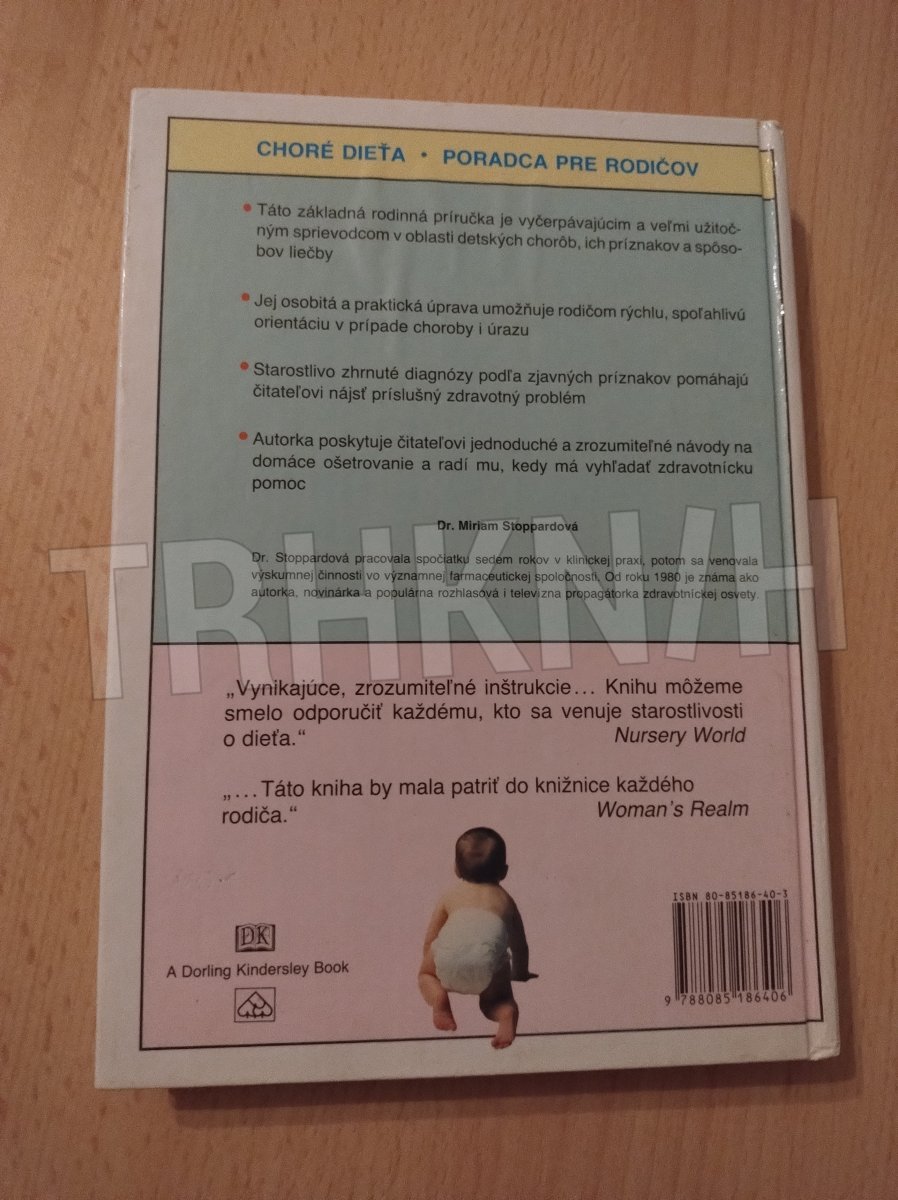 CHORÉ DIEŤA • PORADCA PRE RODIČOV
• Táto základná rodinná príručka je vyčerpávajúcim a veľmi užitoč-
ným sprievodcom v oblasti detských chorôb, ich príznakov a spôso-
bov liečby
• Jej osobitá a praktická úprava umožňuje rodičom rýchlu, spoľahlivú
orientáciu v prípade choroby i úrazu
• Starostlivo zhrnuté diagnózy podľa zjavných príznakov pomáhajú
čitateľovi nájsť príslušný zdravotný problém
• Autorka poskytuje čitateľovi jednoduché a zrozumiteľné návody na
domáce ošetrovanie a radí mu, kedy má vyhľadať zdravotnícku
pomoc
Dr. Miriam Stoppardová
Dr. Stoppardová pracovala spočiatku sedem rokov v klinickej praxi, potom sa venovala
výskumnej činnosti vo významnej farmaceutickej spoločnosti. Od roku 1980 je známa ako
autorka, novinárka a populárna rozhlasová i televízna propagátorka zdravotníckej osvety.
TRHKNÍH
„Vynikajúce, zrozumiteľné inštrukcie... Knihu môžeme
smelo odporučiť každému, kto sa venuje starostlivosti
o dieťa.“ Nursery World
„...Táto kniha by mala patriť do knižnice každého
rodiča.“ Woman's Realm
ISBN 80-85186-40-3
DK
A Dorling Kindersley Book
9 788085 186406